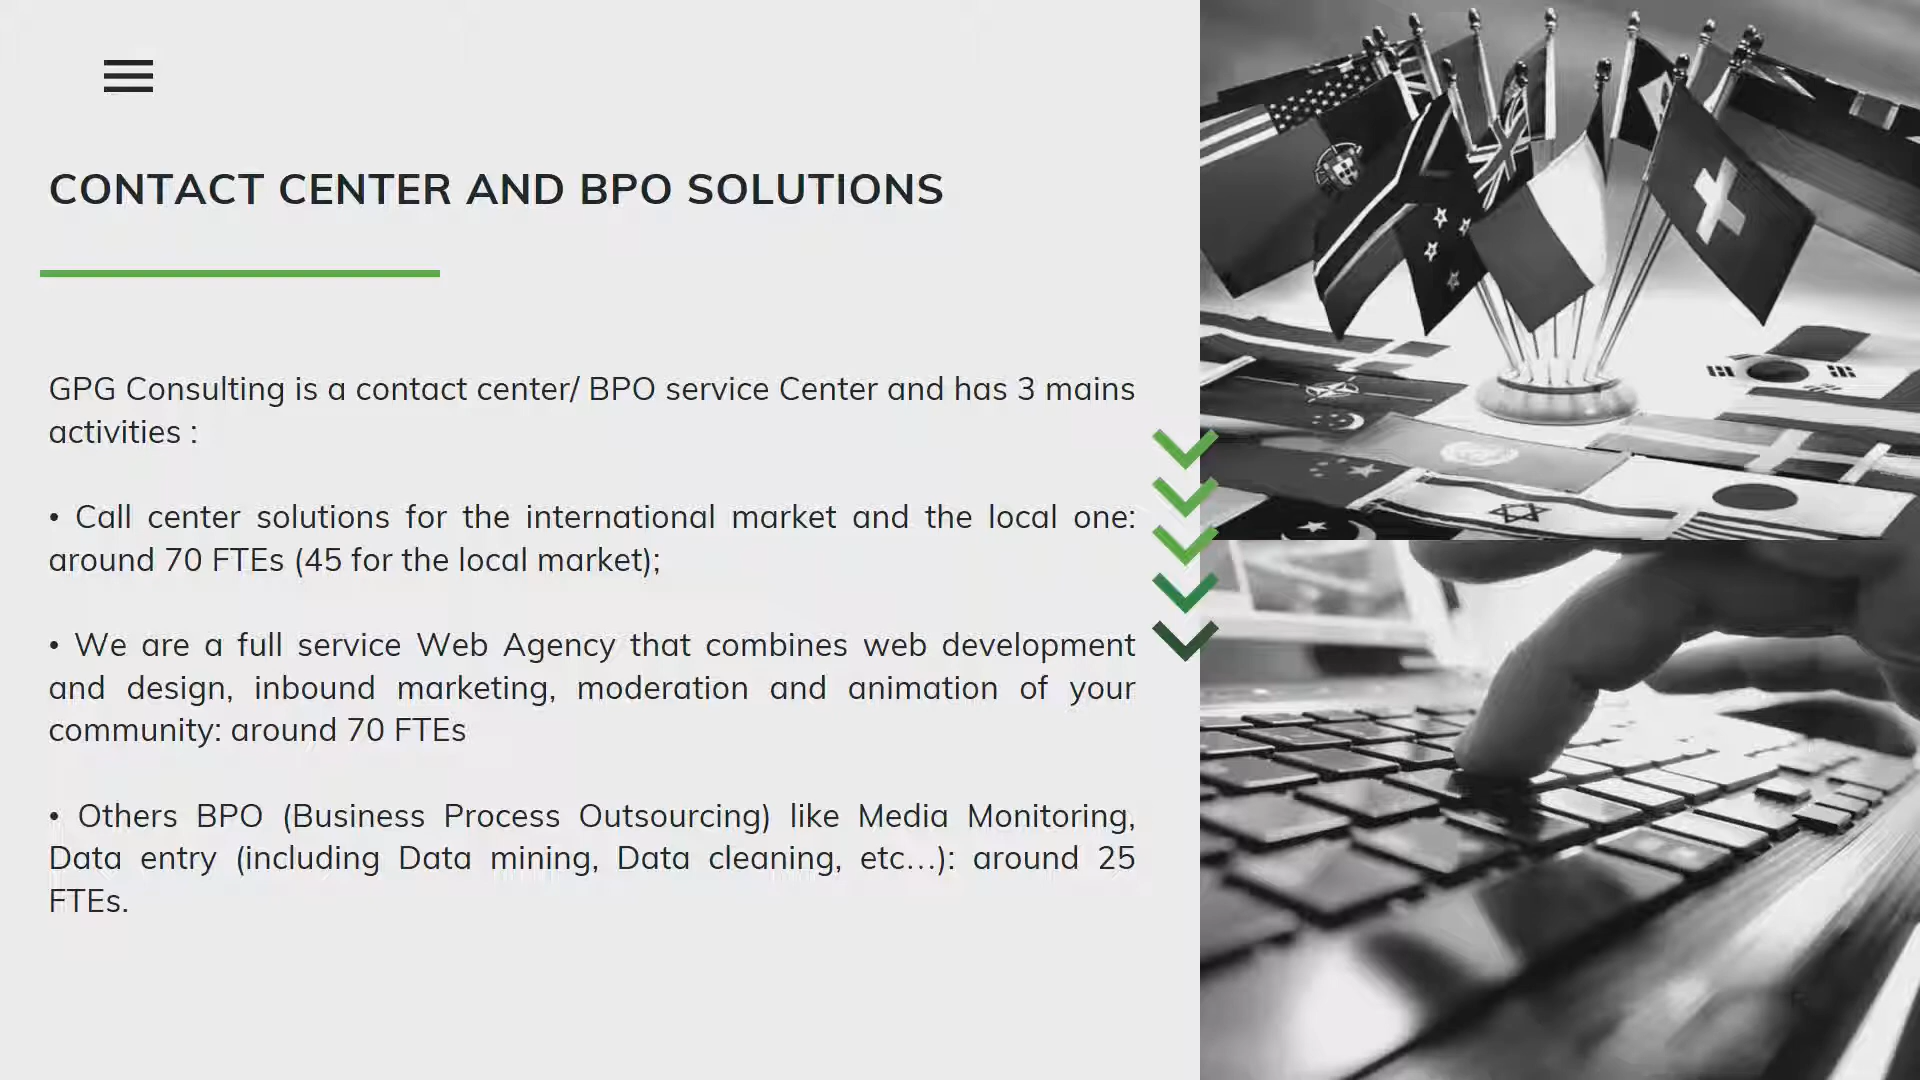 CONTACT CENTER AND BPO SOLUTIONS
GPG Consulting is a contact center/ BPO service Center and has 3 mains
activities :
• Call center solutions for the international market and the local one:
around 70 FTEs (45 for the local market);
• We are a full service Web Agency that combines web development
and design, inbound marketing, moderation and animation of your
community: around 70 FTEs
• Others BPO (Business Process Outsourcing) like Media Monitoring,
Data entry (including Data mining, Data cleaning, etc…): around 25
FTEs.